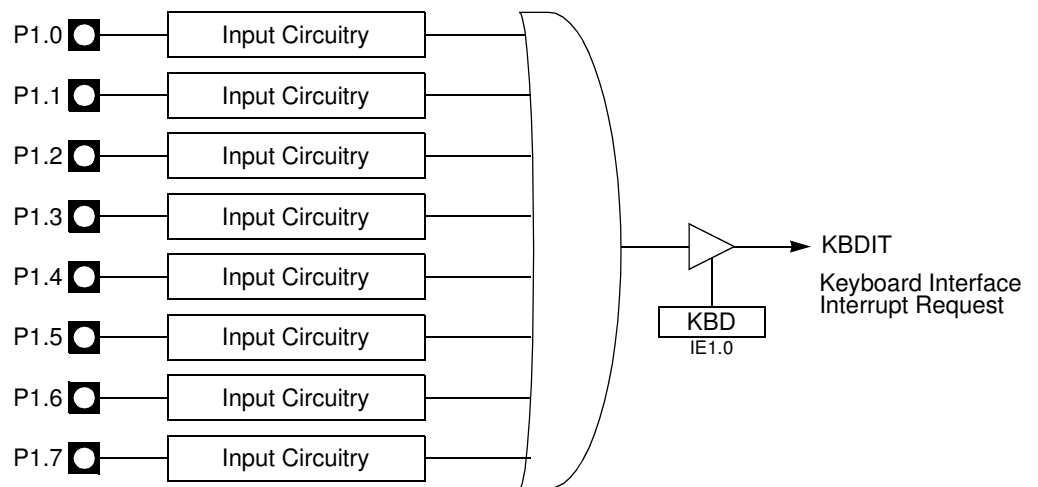 P1.0 Input Circuitry
P1.1 Input Circuitry
P1.2 Input Circuitry
P1.3 Input Circuitry
P1.4 Input Circuitry
P1.5 Input Circuitry
P1.6 Input Circuitry
P1.7 Input Circuitry
KBDIT
Keyboard Interface
Interrupt Request
KBD
IE1.0